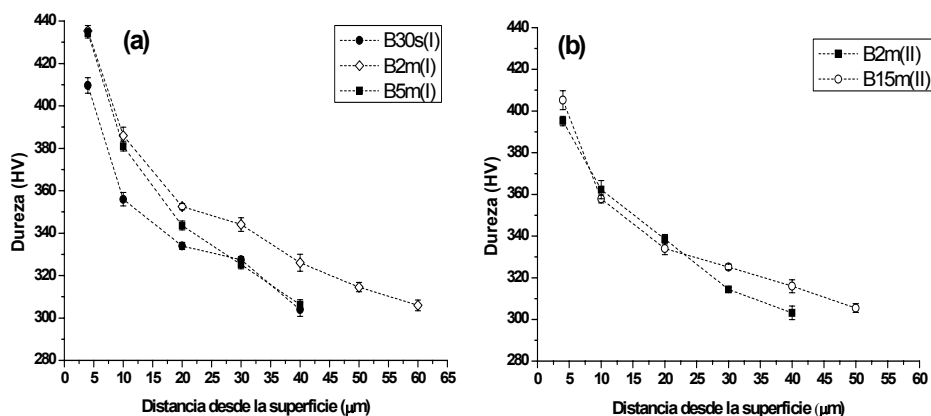 (a)
B30s(I)
B2m(I)
B5m(I)
440
420
400
380
360
340
320
300
280
Dureza (HV)
0 5 10 15 20 25 30 35 40 45 50 55 60 65
Distancia desde la superficie (μm)
(b)
B2m(II)
B15m(II)
440
420
400
380
360
340
320
300
280
Dureza (HV)
0 5 10 15 20 25 30 35 40 45 50 55
Distancia desde la superficie (μm)